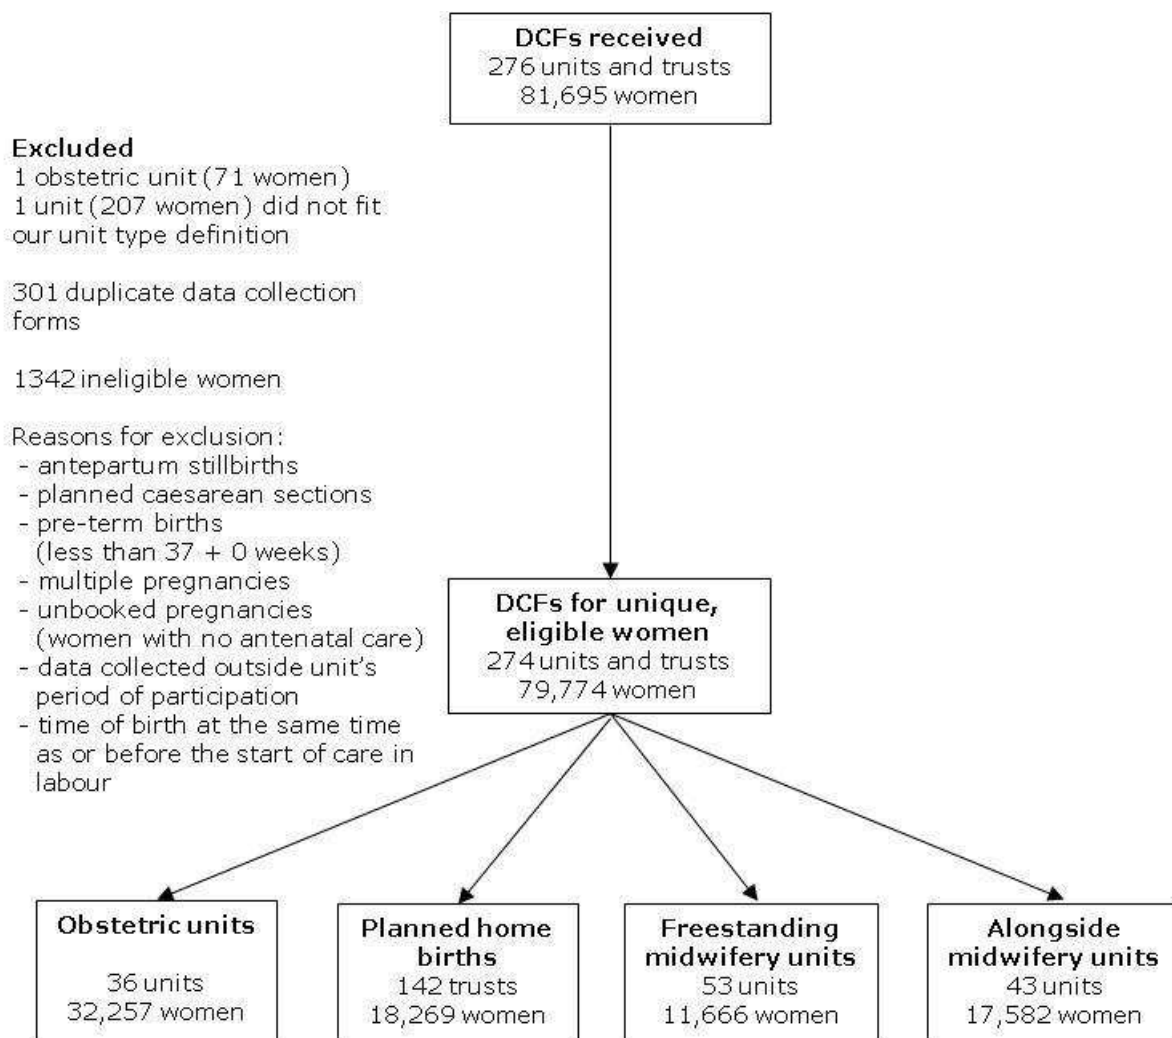 DCFs received
276 units and trusts
81,695 women
Excluded
1 obstetric unit (71 women)
1 unit (207 women) did not fit
our unit type definition
301 duplicate data collection
forms
1342 ineligible women
Reasons for exclusion:
- antepartum stillbirths
- planned caesarean sections
- pre-term births
(less than 37 + 0 weeks)
- multiple pregnancies
- unbooked pregnancies
(women with no antenatal care)
- data collected outside unit's
period of participation
- time of birth at the same time
as or before the start of care in
labour
DCFs for unique,
eligible women
274 units and trusts
79,774 women
Obstetric units
36 units
32,257 women
Planned home
births
142 trusts
18,269 women
Freestanding
midwifery units
53 units
11,666 women
Alongside
midwifery units
43 units
17,582 women